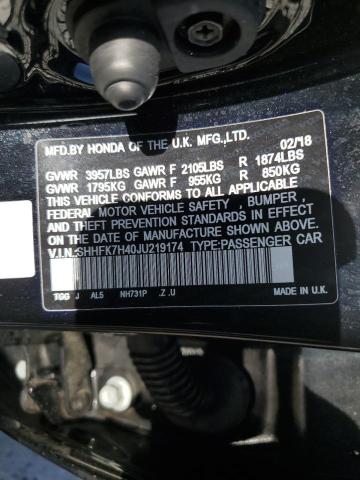 MFD.BY HONDA OF THE U.K. MFG.,LTD. 02/18
GVWR 3957LBS GAWR F 2105LBS R 1874LBS
GVWR 1795KG GAWR F 955KG R 850KG
THIS VEHICLE CONFORMS TO ALL APPLICABLE
FEDERAL MOTOR VEHICLE SAFETY , BUMPER ,
AND THEFT PREVENTION STANDARDS IN EFFECT
ON THE DATE OF MANUFACTURE SHOWN ABOVE.
V.I.N.:SHHFK7H40JU219174 TYPE:PASSENGER CAR
TGG J AL5 NH731P .Z .U MADE IN U.K.